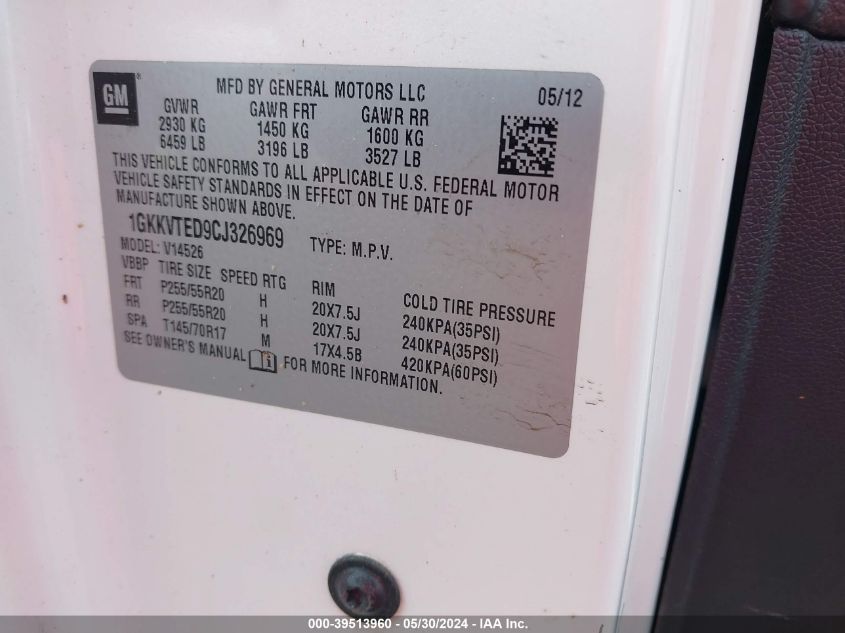 GM®
MFD BY GENERAL MOTORS LLC 05/12
GVWR GAWR FRT GAWR RR
2930 KG 1450 KG 1600 KG
6459 LB 3196 LB 3527 LB
THIS VEHICLE CONFORMS TO ALL APPLICABLE U.S. FEDERAL MOTOR
VEHICLE SAFETY STANDARDS IN EFFECT ON THE DATE OF
MANUFACTURE SHOWN ABOVE.
1GKKVTED9CJ326969 TYPE: M.P.V.
MODEL: V14526
VBBP TIRE SIZE SPEED RTG RIM COLD TIRE PRESSURE
FRT P255/55R20 H 20X7.5J 240KPA(35PSI)
RR P255/55R20 H 20X7.5J 240KPA(35PSI)
SPA T145/70R17 M 17X4.5B 420KPA(60PSI)
SEE OWNER'S MANUAL FOR MORE INFORMATION.
000-39513960 - 05/30/2024 - IAA Inc.